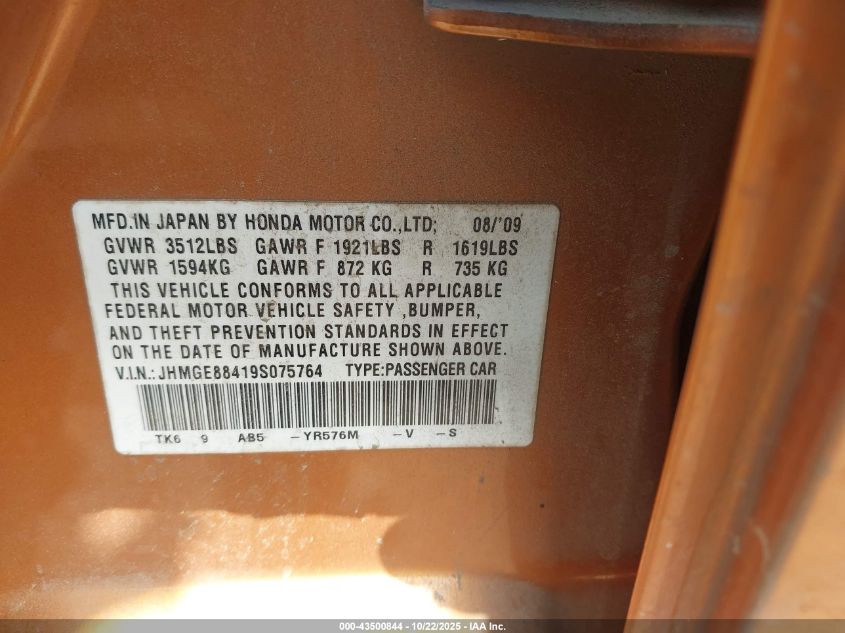 MFD.IN JAPAN BY HONDA MOTOR CO.,LTD; 08/'09
GVWR 3512LBS GAWR F 1921LBS R 1619LBS
GVWR 1594KG GAWR F 872 KG R 735 KG
THIS VEHICLE CONFORMS TO ALL APPLICABLE
FEDERAL MOTOR VEHICLE SAFETY ,BUMPER,
AND THEFT PREVENTION STANDARDS IN EFFECT
ON THE DATE OF MANUFACTURE SHOWN ABOVE.
V.I.N.: JHMGE88419S075764 TYPE:PASSENGER CAR
TK6 9 AB5 -YR576M -V -S
000-43500844 - 10/22/2025 - IAA Inc.